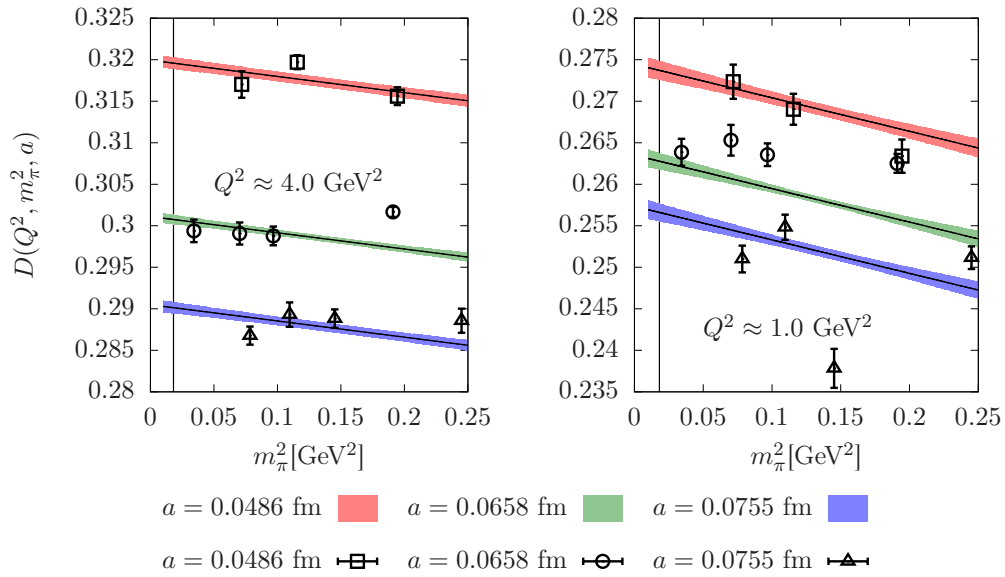 0.325
0.32
0.315
0.31
0.305
0.3
0.295
0.29
0.285
0.28
D(Q², m²_π, a)
Q² ≈ 4.0 GeV²
0 0.05 0.1 0.15 0.2 0.25
m²_π[GeV²]
0.28
0.275
0.27
0.265
0.26
0.255
0.25
0.245
0.24
0.235
Q² ≈ 1.0 GeV²
0 0.05 0.1 0.15 0.2 0.25
m²_π[GeV²]
a = 0.0486 fm a = 0.0658 fm a = 0.0755 fm
a = 0.0486 fm a = 0.0658 fm a = 0.0755 fm